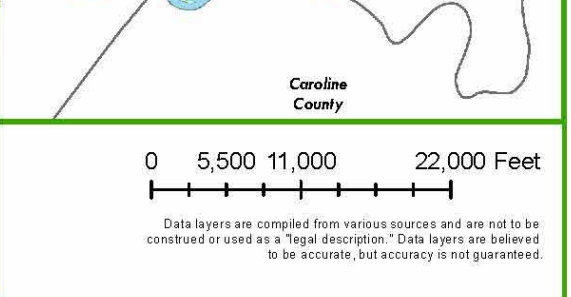 Caroline
County
0 5,500 11,000 22,000 Feet
Data layers are compiled from various sources and are not to be
construed or used as a "legal description." Data layers are believed
to be accurate, but accuracy is not guaranteed.